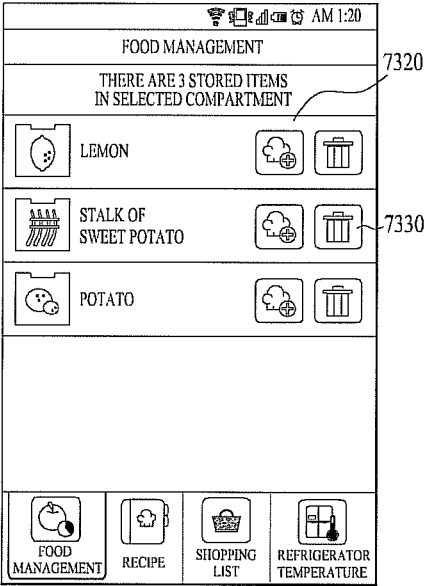 AM 1:20
FOOD MANAGEMENT
THERE ARE 3 STORED ITEMS
IN SELECTED COMPARTMENT
7320
LEMON
STALK OF
SWEET POTATO
7330
POTATO
FOOD
MANAGEMENT
RECIPE
SHOPPING
LIST
REFRIGERATOR
TEMPERATURE